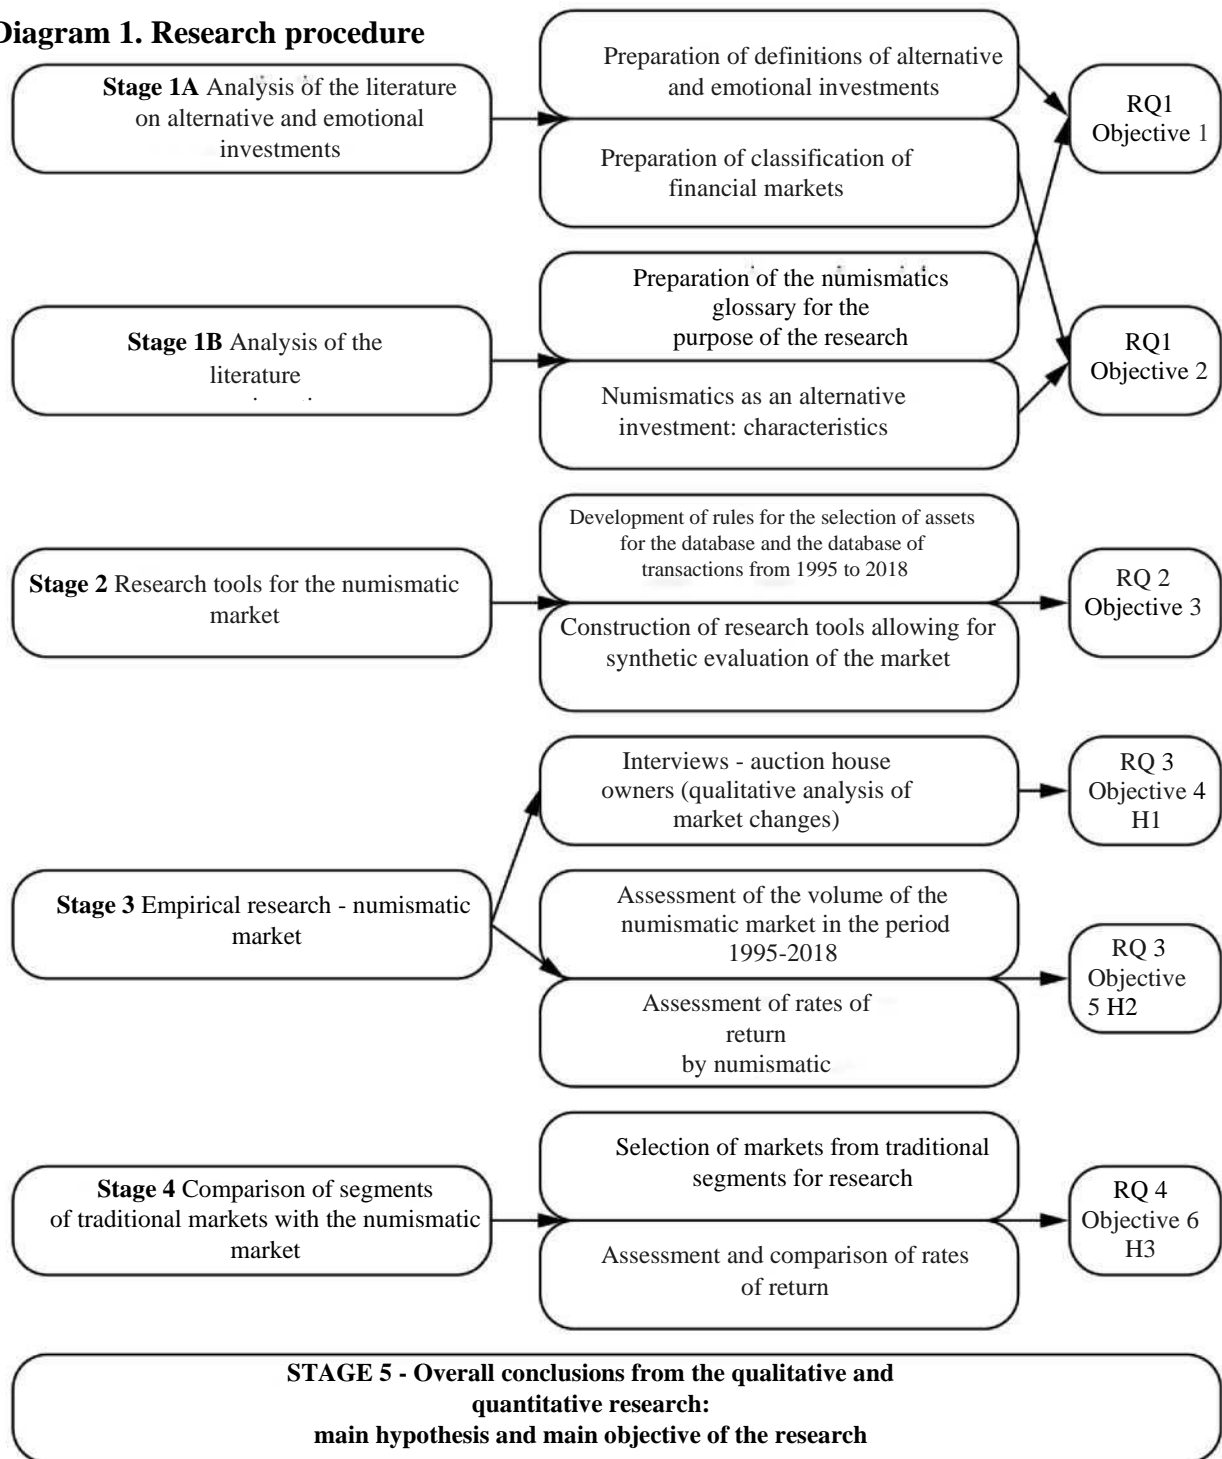 Diagram 1. Research procedure
Stage 1A Analysis of the literature
on alternative and emotional
investments
Preparation of definitions of alternative
and emotional investments
Preparation of classification of
financial markets
RQ1
Objective 1
Stage 1B Analysis of the
literature
Preparation of the numismatics
glossary for the
purpose of the research
Numismatics as an alternative
investment: characteristics
RQ1
Objective 2
Stage 2 Research tools for the numismatic
market
Development of rules for the selection of assets
for the database and the database of
transactions from 1995 to 2018
Construction of research tools allowing for
synthetic evaluation of the market
RQ 2
Objective 3
Stage 3 Empirical research - numismatic
market
Interviews - auction house
owners (qualitative analysis of
market changes)
RQ 3
Objective 4
H1
Assessment of the volume of the
numismatic market in the period
1995-2018
Assessment of rates of
return
by numismatic
RQ 3
Objective
5 H2
Stage 4 Comparison of segments
of traditional markets with the numismatic
market
Selection of markets from traditional
segments for research
Assessment and comparison of rates
of return
RQ 4
Objective 6
H3
STAGE 5 - Overall conclusions from the qualitative and
quantitative research:
main hypothesis and main objective of the research